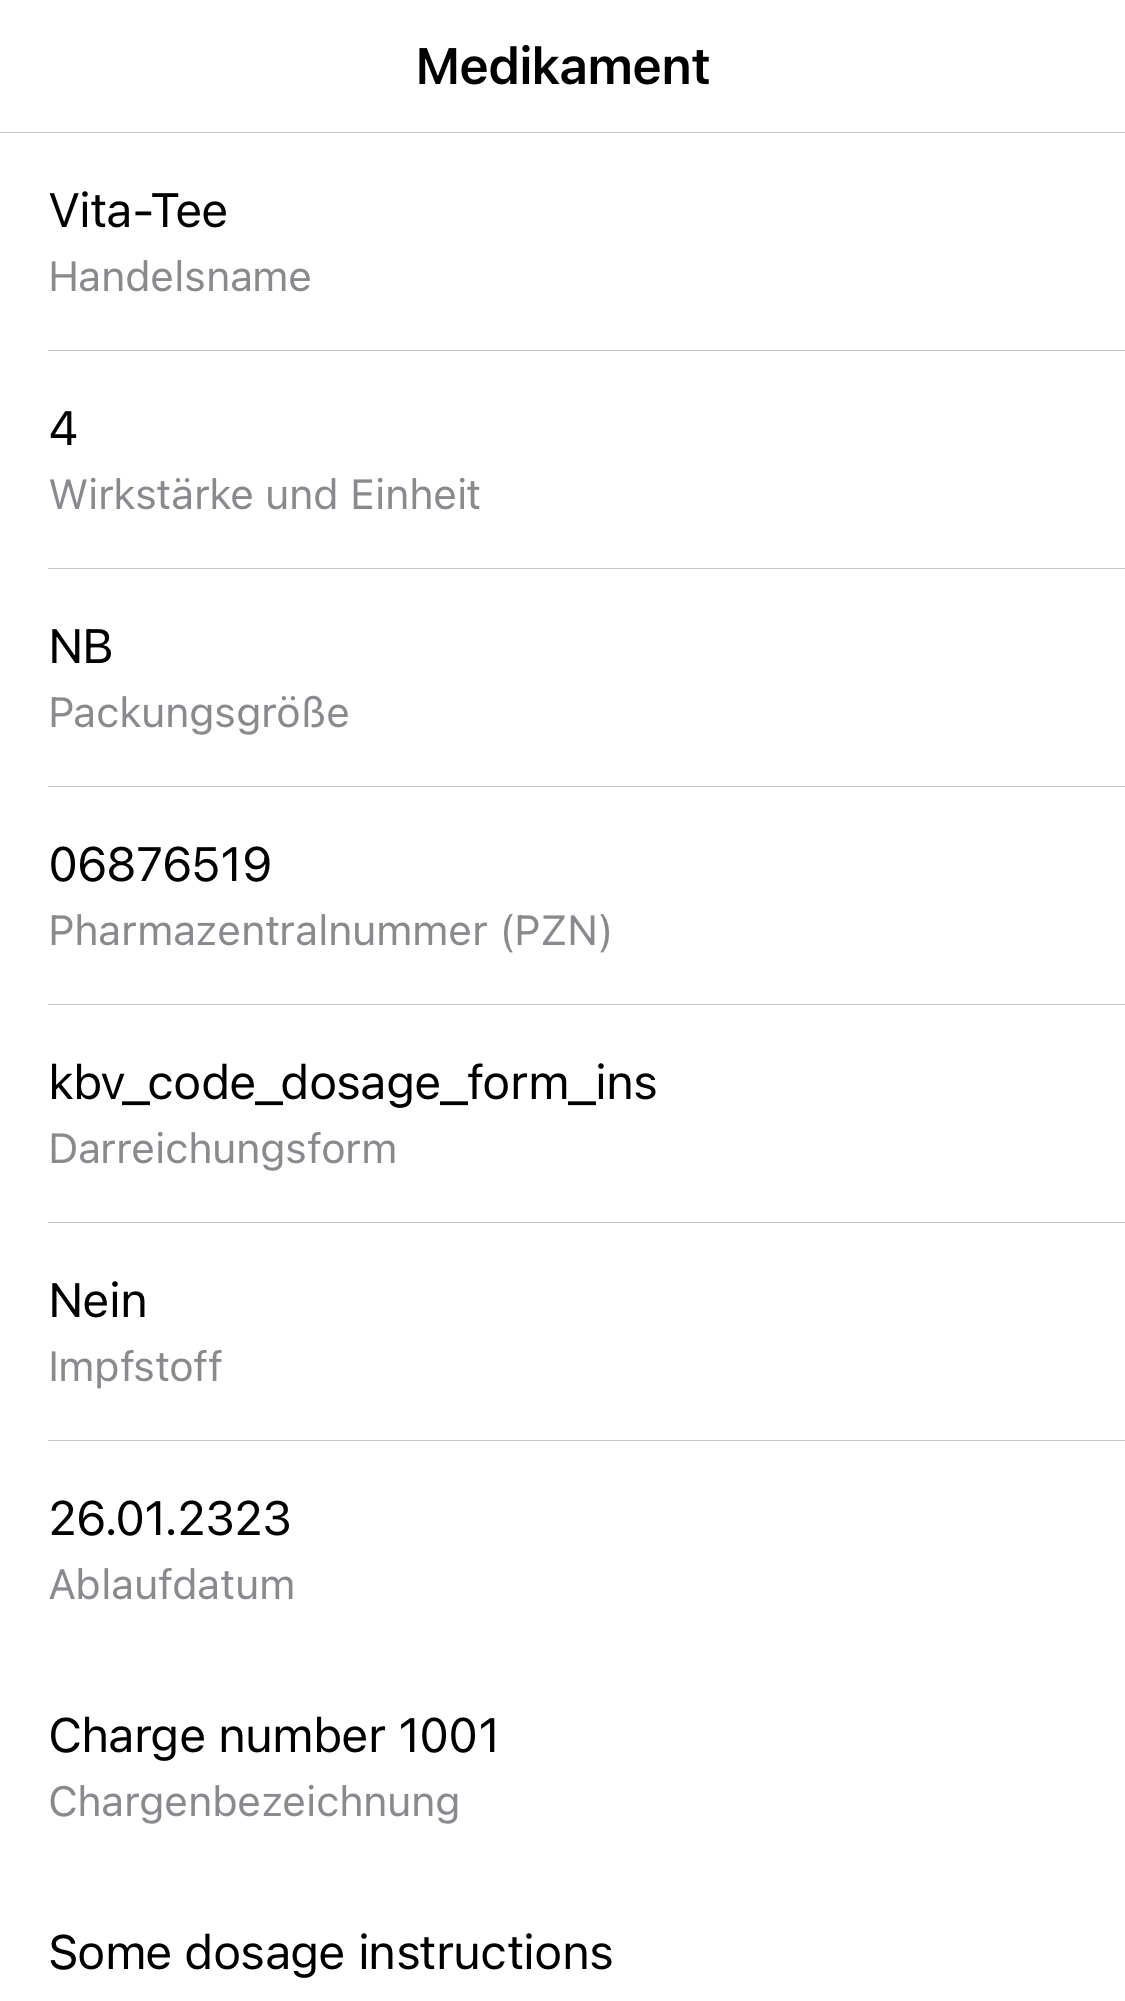 Medikament
Vita-Tee
Handelsname
4
Wirkstärke und Einheit
NB
Packungsgröße
06876519
Pharmazentralnummer (PZN)
kbv_code_dosage_form_ins
Darreichungsform
Nein
Impfstoff
26.01.2323
Ablaufdatum
Charge number 1001
Chargenbezeichnung
Some dosage instructions